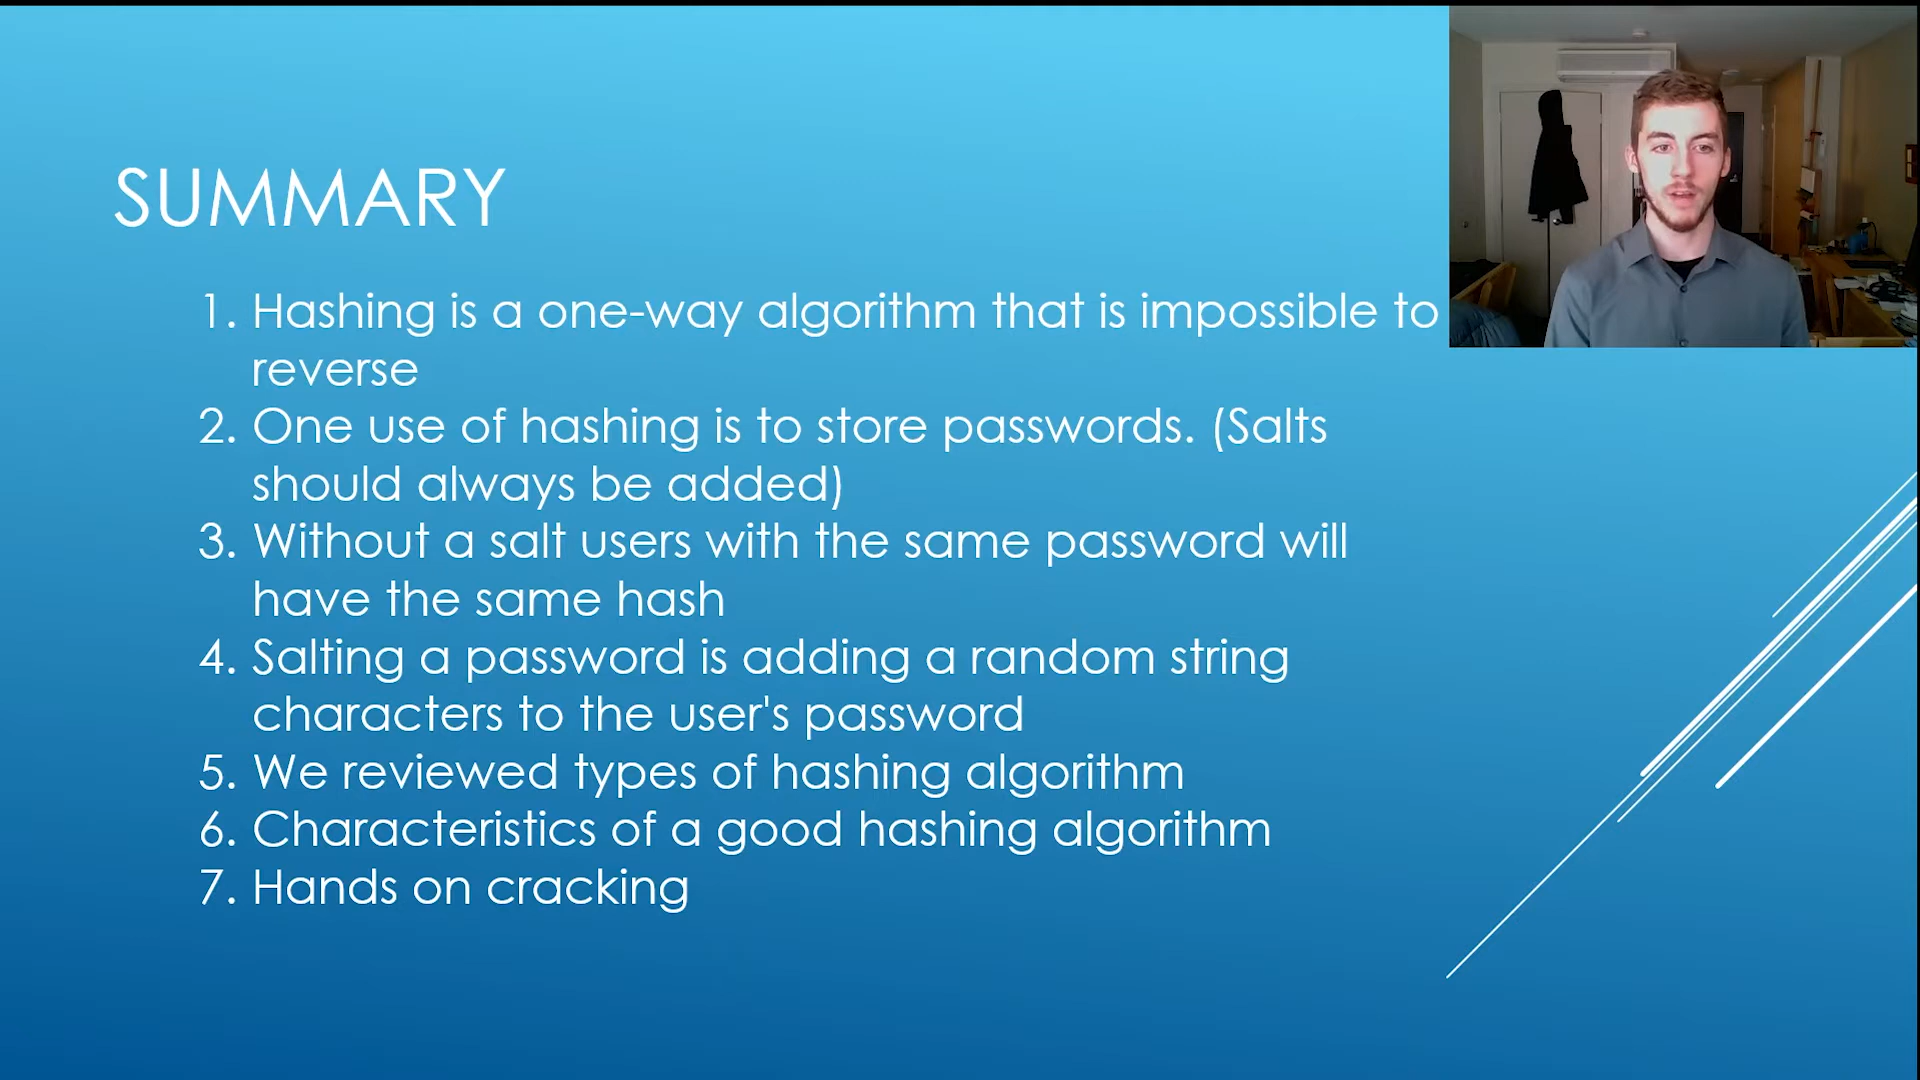 SUMMARY
1. Hashing is a one-way algorithm that is impossible to
reverse
2. One use of hashing is to store passwords. (Salts
should always be added)
3. Without a salt users with the same password will
have the same hash
4. Salting a password is adding a random string
characters to the user's password
5. We reviewed types of hashing algorithm
6. Characteristics of a good hashing algorithm
7. Hands on cracking